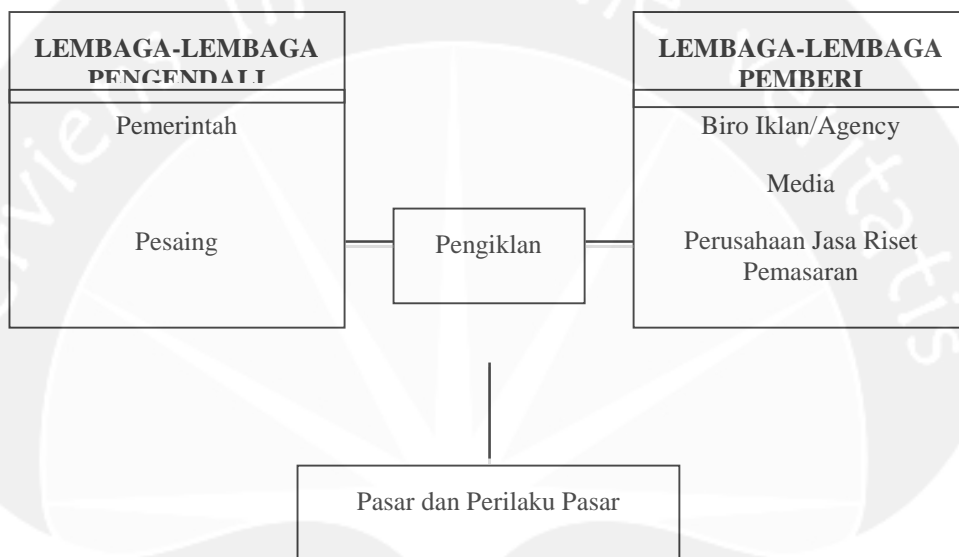 LEMBAGA-LEMBAGA
PENGENDALI
Pemerintah
Pesaing
Pengiklan
LEMBAGA-LEMBAGA
PEMBERI
Biro Iklan/Agency
Media
Perusahaan Jasa Riset
Pemasaran
Pasar dan Perilaku Pasar